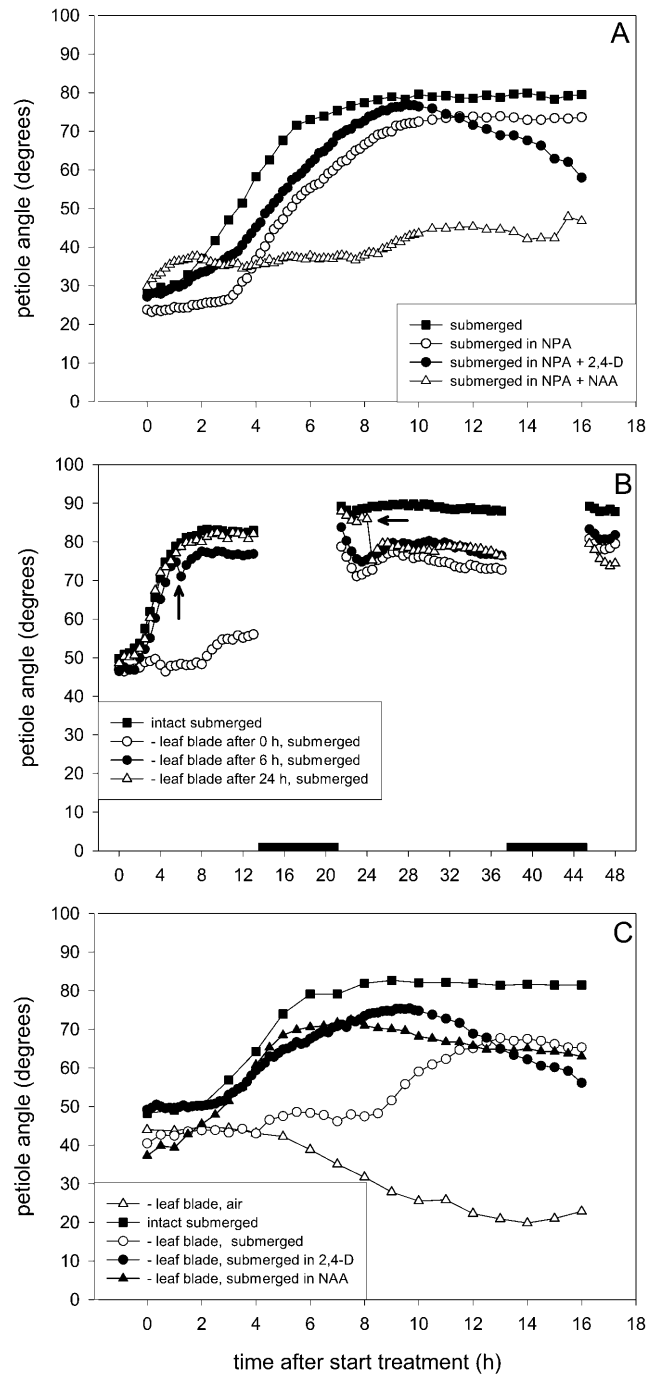 A
100
90
80
70
60
50
40
30
20
10
0
petiole angle (degrees)
submerged
submerged in NPA
submerged in NPA + 2,4-D
submerged in NPA + NAA
0 2 4 6 8 10 12 14 16 18
B
100
90
80
70
60
50
40
30
20
10
0
petiole angle (degrees)
intact submerged
- leaf blade after 0 h, submerged
- leaf blade after 6 h, submerged
- leaf blade after 24 h, submerged
0 4 8 12 16 20 24 28 32 36 40 44 48
C
100
90
80
70
60
50
40
30
20
10
0
petiole angle (degrees)
- leaf blade, air
intact submerged
- leaf blade, submerged
- leaf blade, submerged in 2,4-D
- leaf blade, submerged in NAA
0 2 4 6 8 10 12 14 16 18
time after start treatment (h)